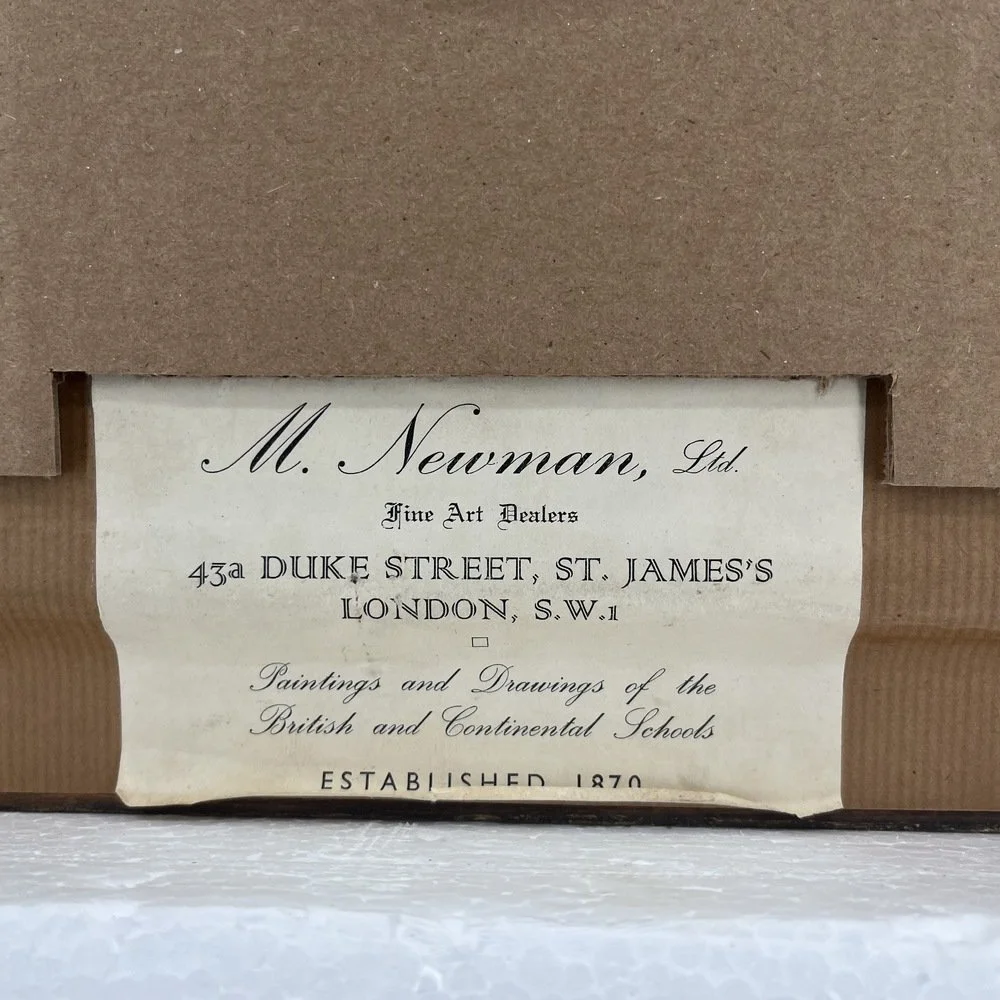 M. Newman, Ltd.
Fine Art Dealers
43a DUKE STREET, ST. JAMES'S
LONDON, S.W.1
Paintings and Drawings of the
British and Continental Schools
ESTABLISHED 1870